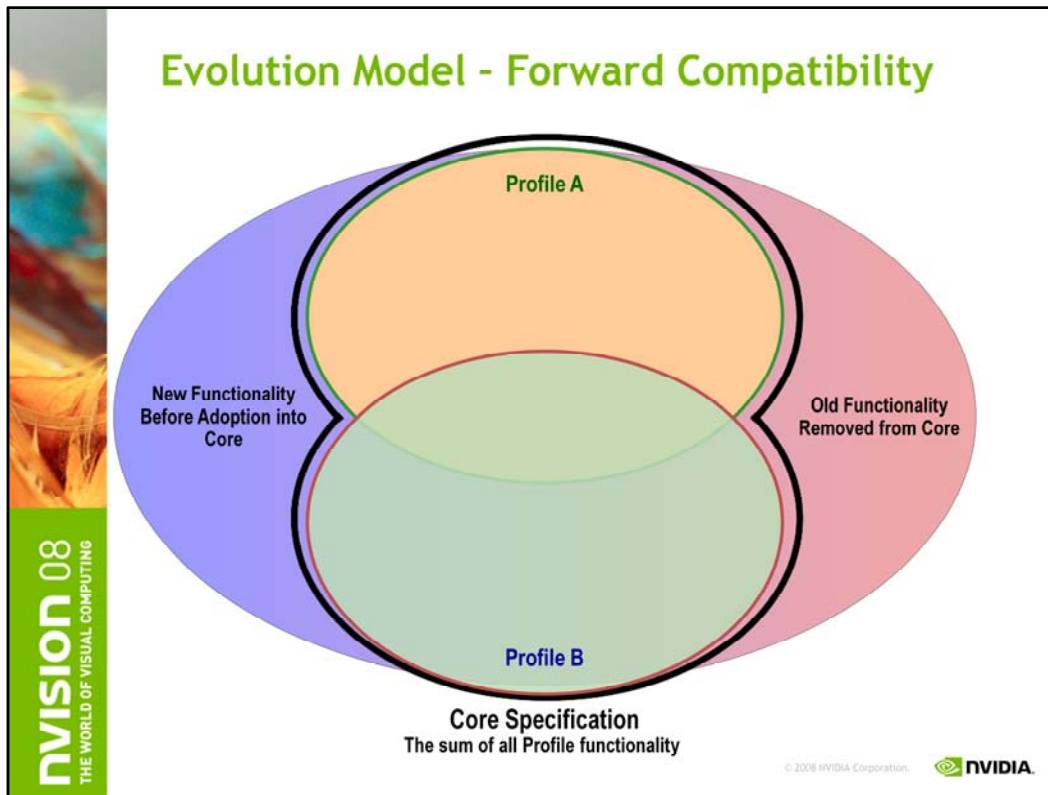 Evolution Model - Forward Compatibility
Profile A
New Functionality
Before Adoption into
Core
Old Functionality
Removed from Core
Profile B
Core Specification
The sum of all Profile functionality
nvision 08
THE WORLD OF VISUAL COMPUTING
© 2008 NVIDIA Corporation.
NVIDIA.